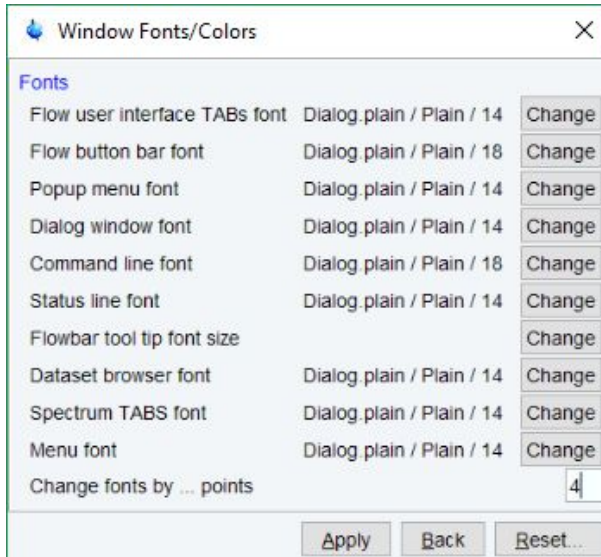 Window Fonts/Colors
Fonts
Flow user interface TABs font Dialog.plain / Plain / 14 Change
Flow button bar font Dialog.plain / Plain / 18 Change
Popup menu font Dialog.plain / Plain / 14 Change
Dialog window font Dialog.plain / Plain / 14 Change
Command line font Dialog.plain / Plain / 18 Change
Status line font Dialog.plain / Plain / 14 Change
Flowbar tool tip font size Change
Dataset browser font Dialog.plain / Plain / 14 Change
Spectrum TABS font Dialog.plain / Plain / 14 Change
Menu font Dialog.plain / Plain / 14 Change
Change fonts by ... points 4
Apply Back Reset...